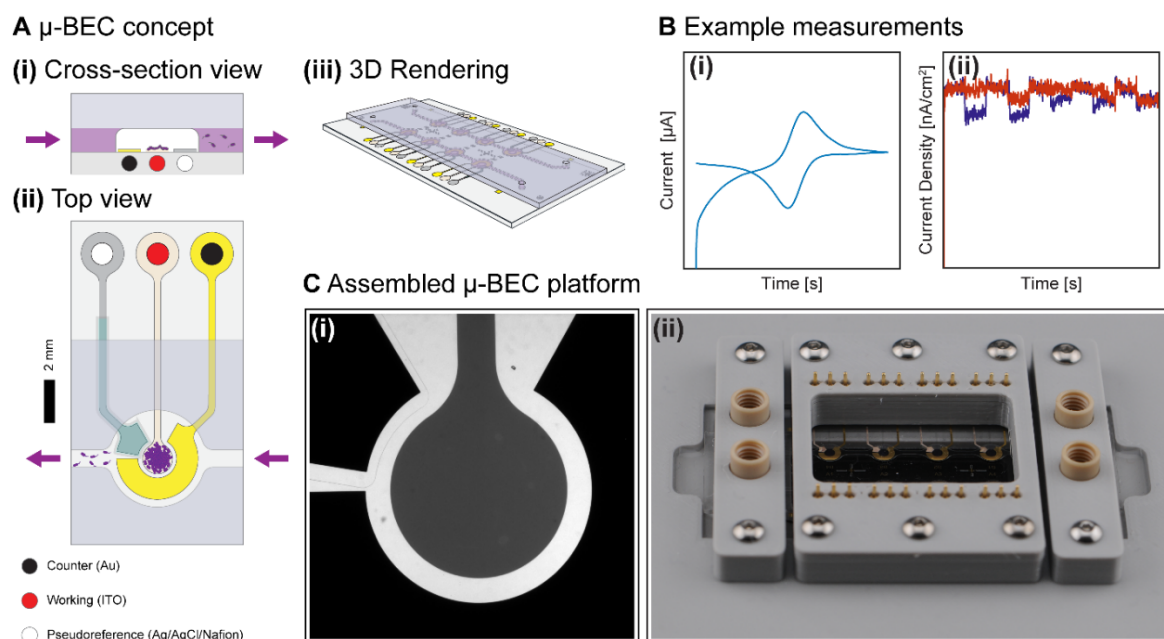 A µ-BEC concept
(i) Cross-section view
(iii) 3D Rendering
(ii) Top view
2 mm
Counter (Au)
Working (ITO)
Pseudoreference (Ag/AgCl/Nafion)
B Example measurements
(i)
Current [µA]
Time [s]
(ii)
Current Density [nA/cm²]
Time [s]
C Assembled µ-BEC platform
(i)
(ii)